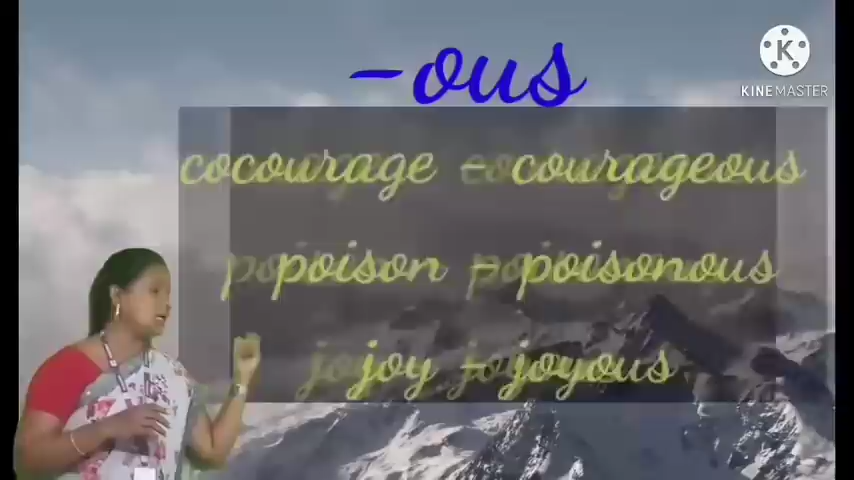 -ous
K
KINEMASTER
courage - courageous
poison - poisonous
joy - joyous